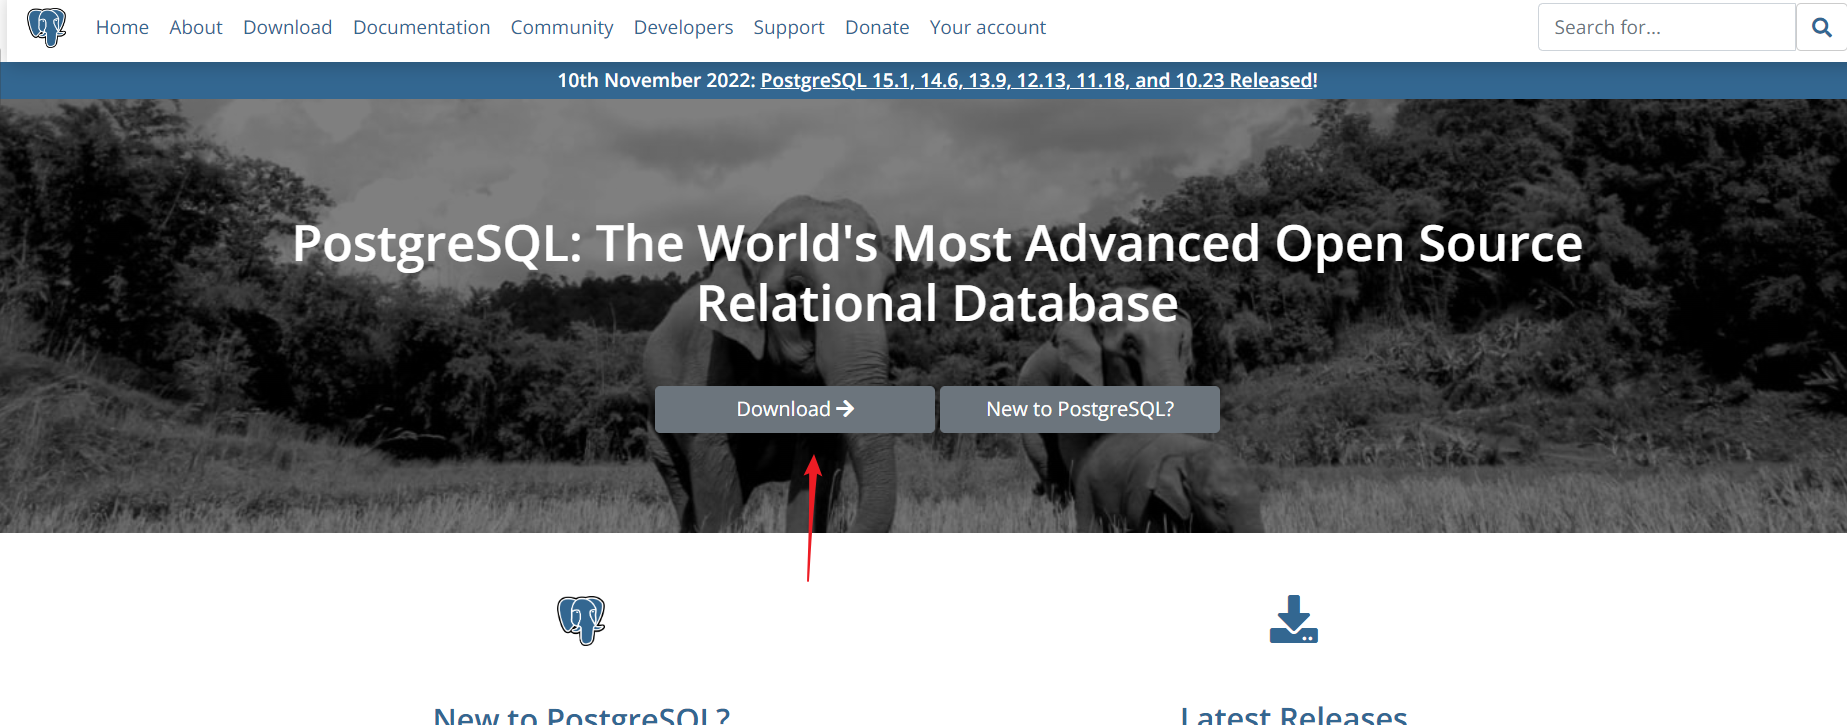 Home About Download Documentation Community Developers Support Donate Your account
Search for...
10th November 2022: PostgreSQL 15.1, 14.6, 13.9, 12.13, 11.18, and 10.23 Released!
PostgreSQL: The World's Most Advanced Open Source
Relational Database
Download
New to PostgreSQL?
New to PostgreSQL?
Latest Releases